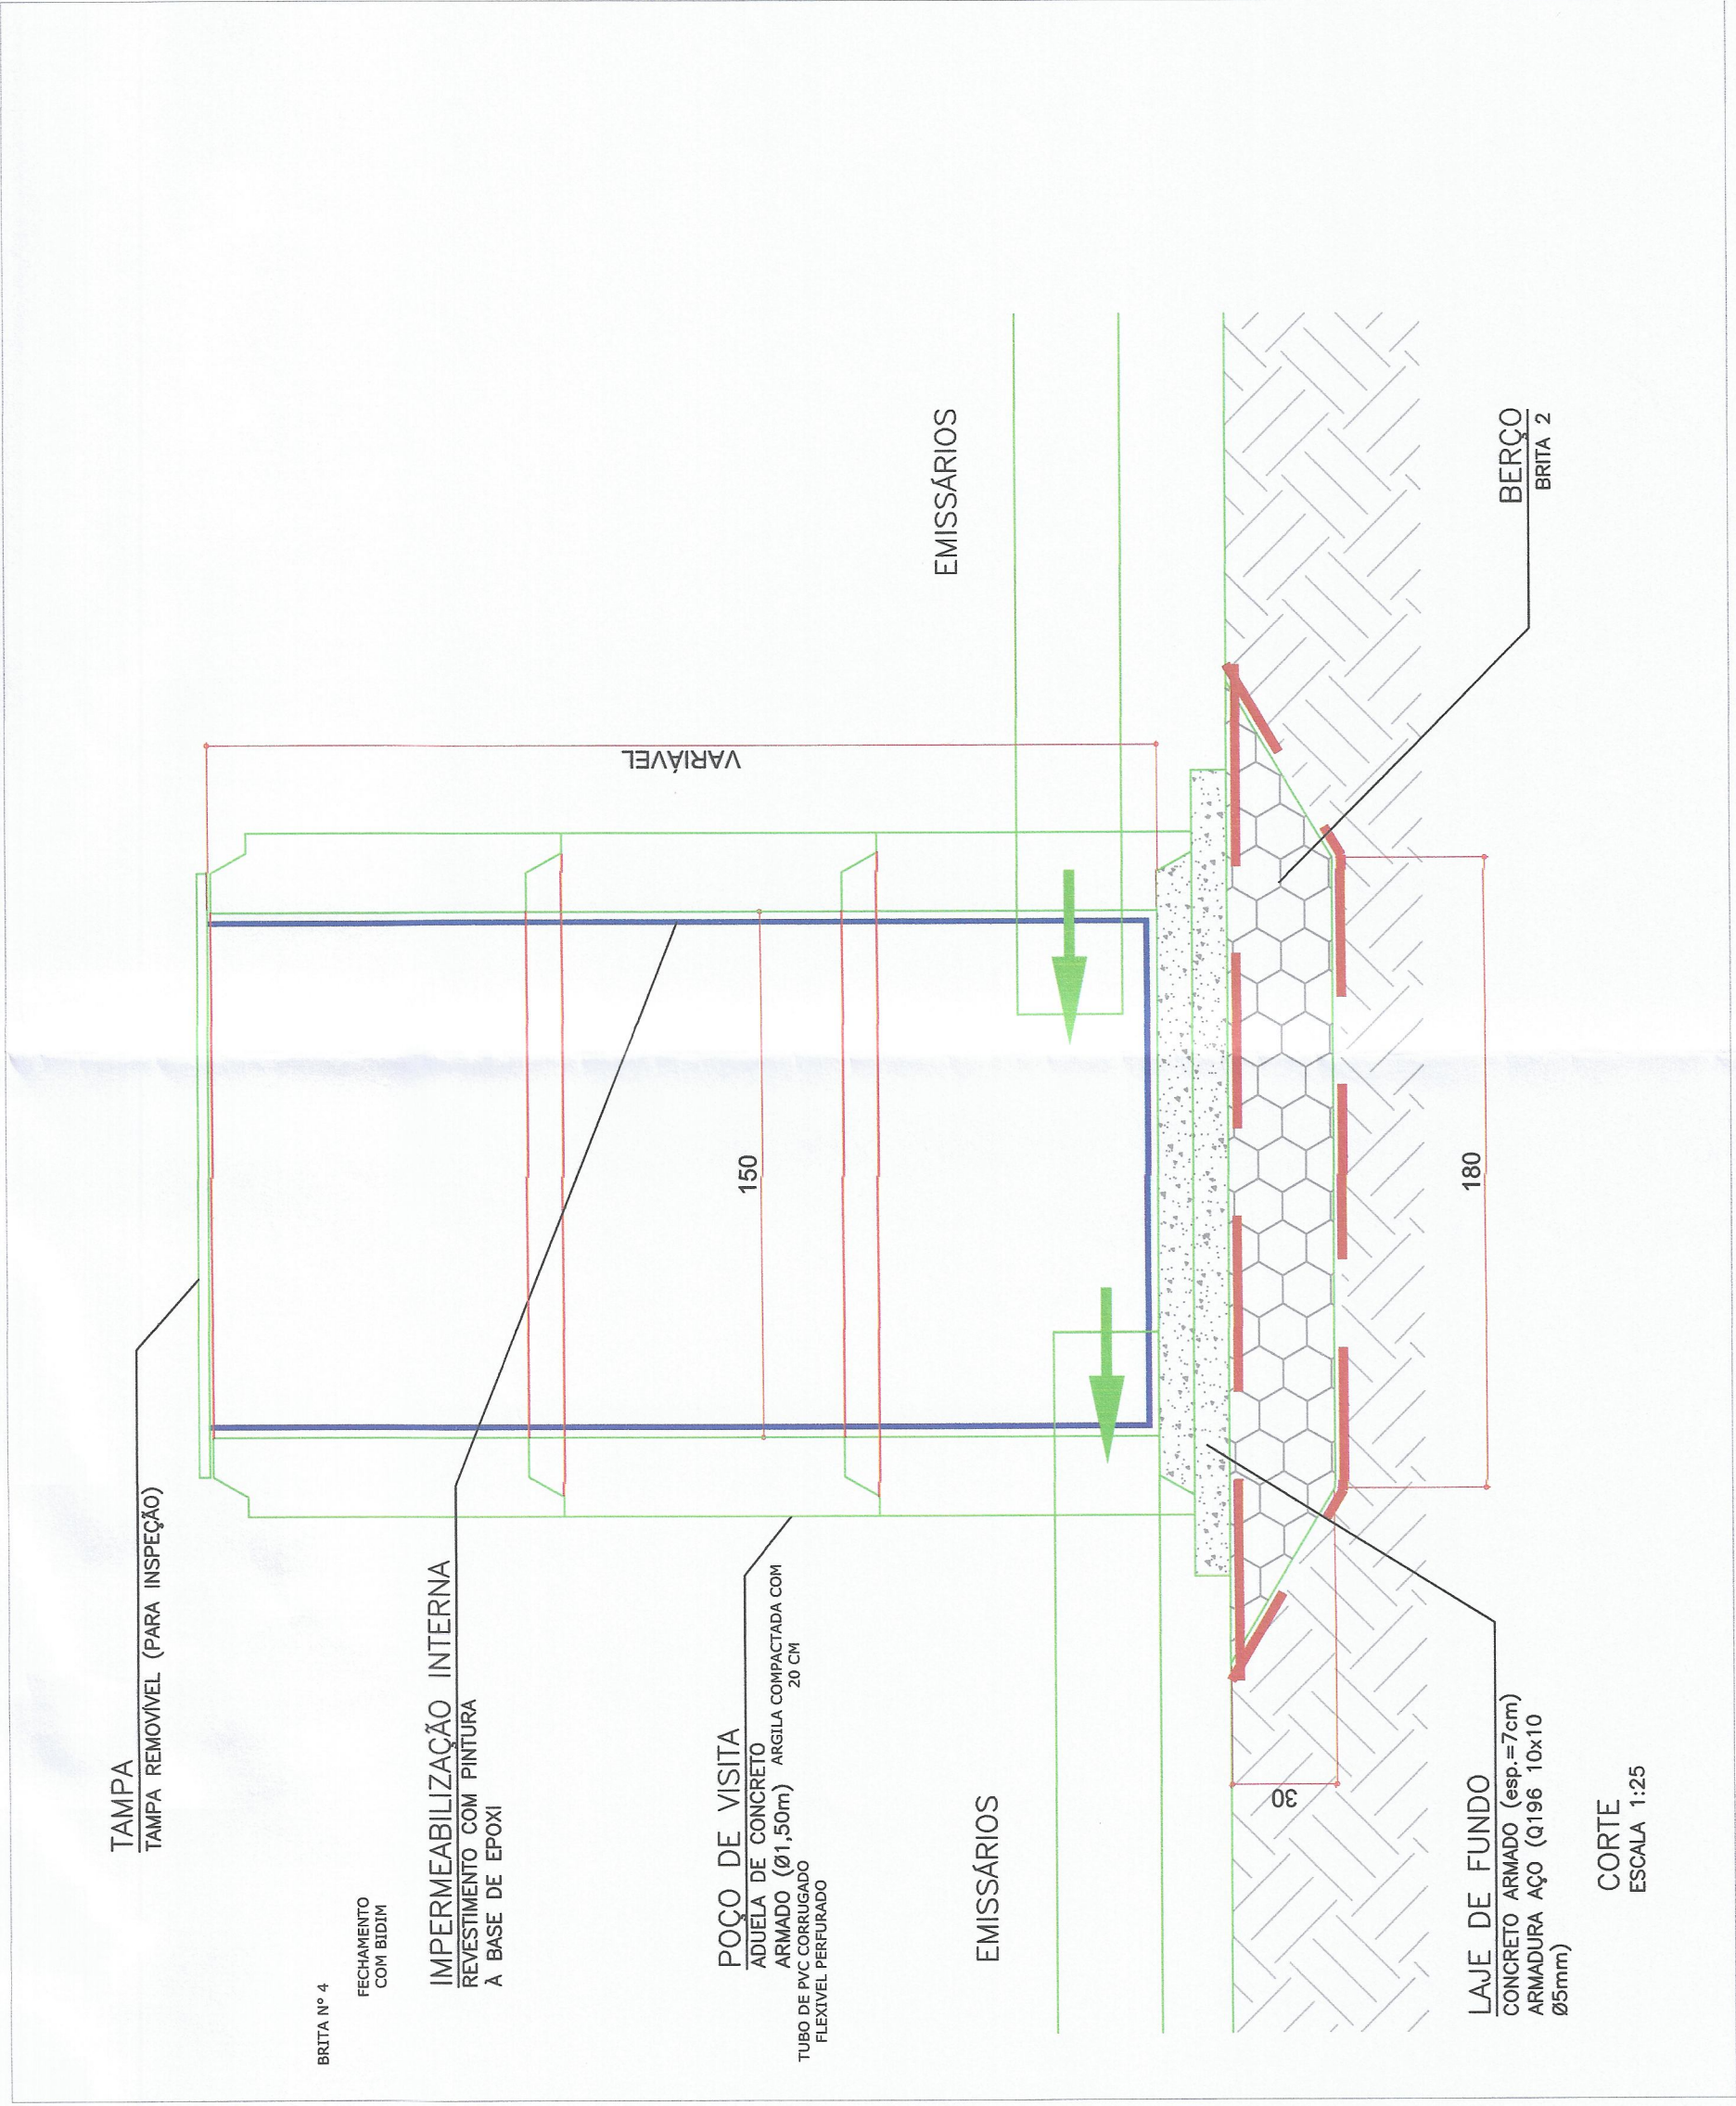 TAMPA
TAMPA REMOVÍVEL (PARA INSPEÇÃO)
BRITA Nº 4
FECHAMENTO
COM BIDIM
IMPERMEABILIZAÇÃO INTERNA
REVESTIMENTO COM PINTURA
À BASE DE EPOXI
POÇO DE VISITA
ADUELA DE CONCRETO
ARMADO (Ø1,50m)
ARGILA COMPACTADA COM
20 CM
TUBO DE PVC CORRUGADO
FLEXIVEL PERFURADO
VARIÁVEL
150
EMISSÁRIOS
EMISSÁRIOS
30
180
BERÇO
BRITA 2
LAJE DE FUNDO
CONCRETO ARMADO (esp.=7cm)
ARMADURA AÇO (Q196 10x10
Ø5mm)
CORTE
ESCALA 1:25